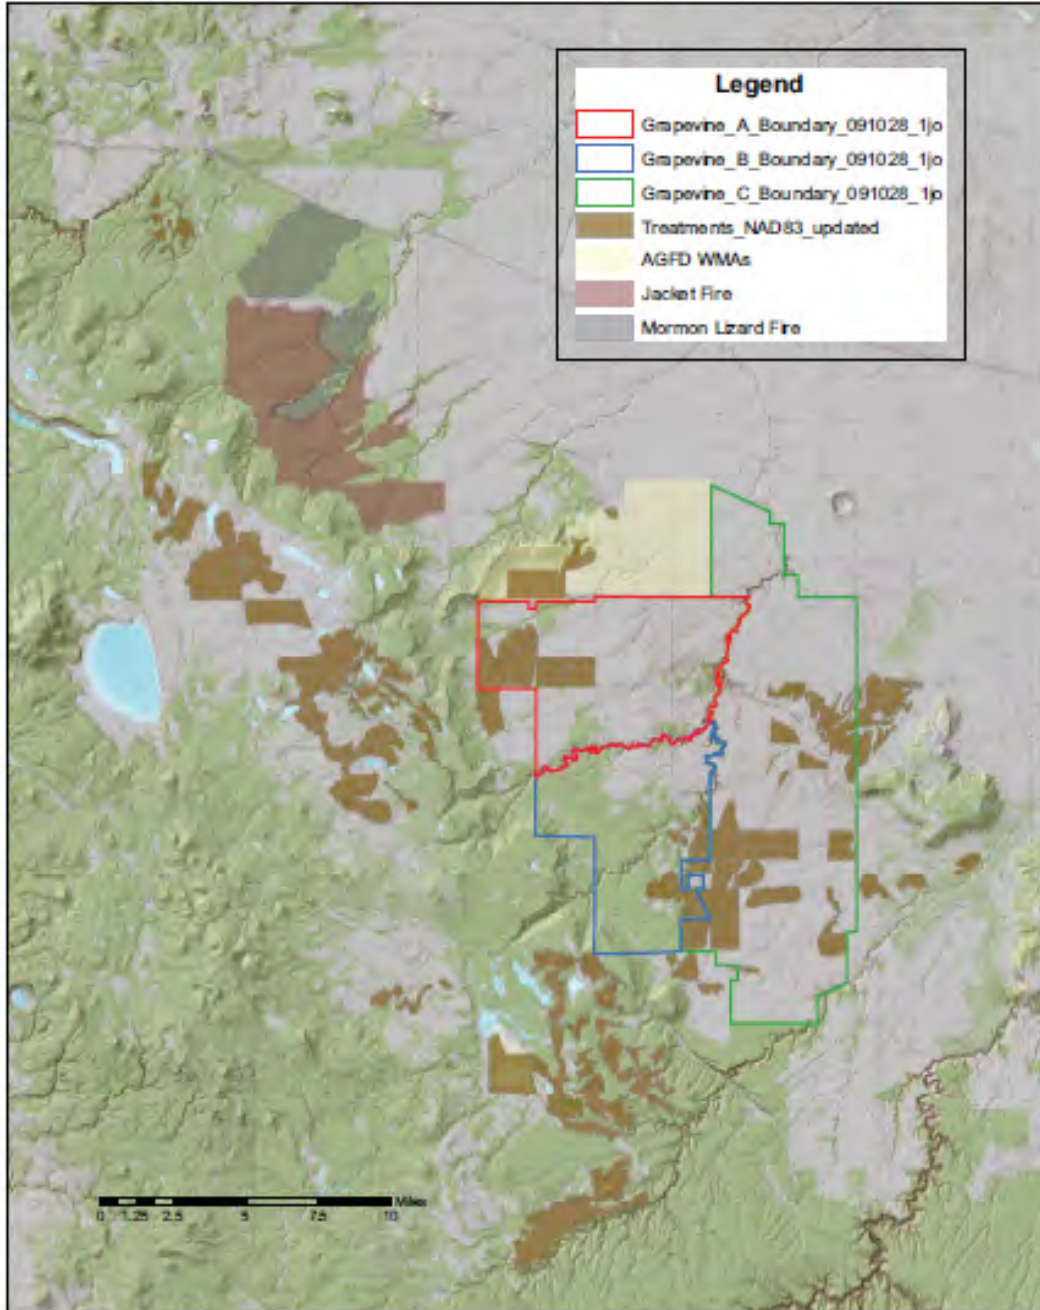 Legend
Grapevine_A_Boundary_091028_1jo
Grapevine_B_Boundary_091028_1jo
Grapevine_C_Boundary_091028_1jo
Treatments_NAD83_updated
AGFD WMAs
Jacket Fire
Mormon Lizard Fire
Miles
0 1.25 2.5 5 7.5 10